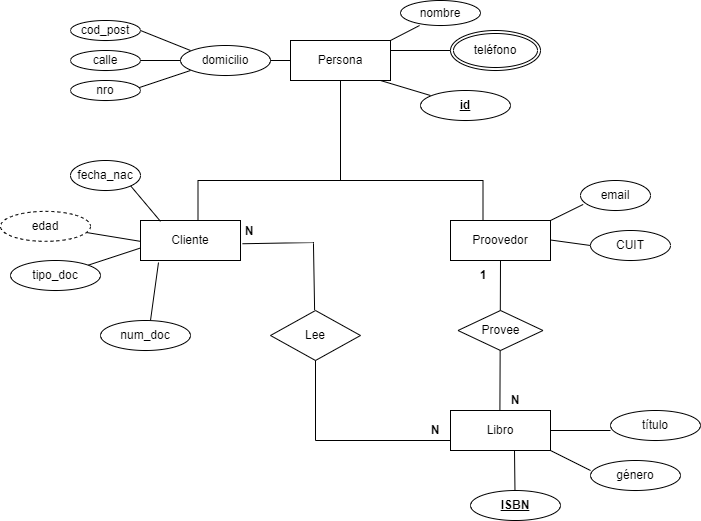 nombre
cod_post
teléfono
calle
domicilio
Persona
nro
id
fecha_nac
email
edad
Cliente
N
Proovedor
CUIT
tipo_doc
1
num_doc
Lee
Provee
N
N
Libro
título
género
ISBN